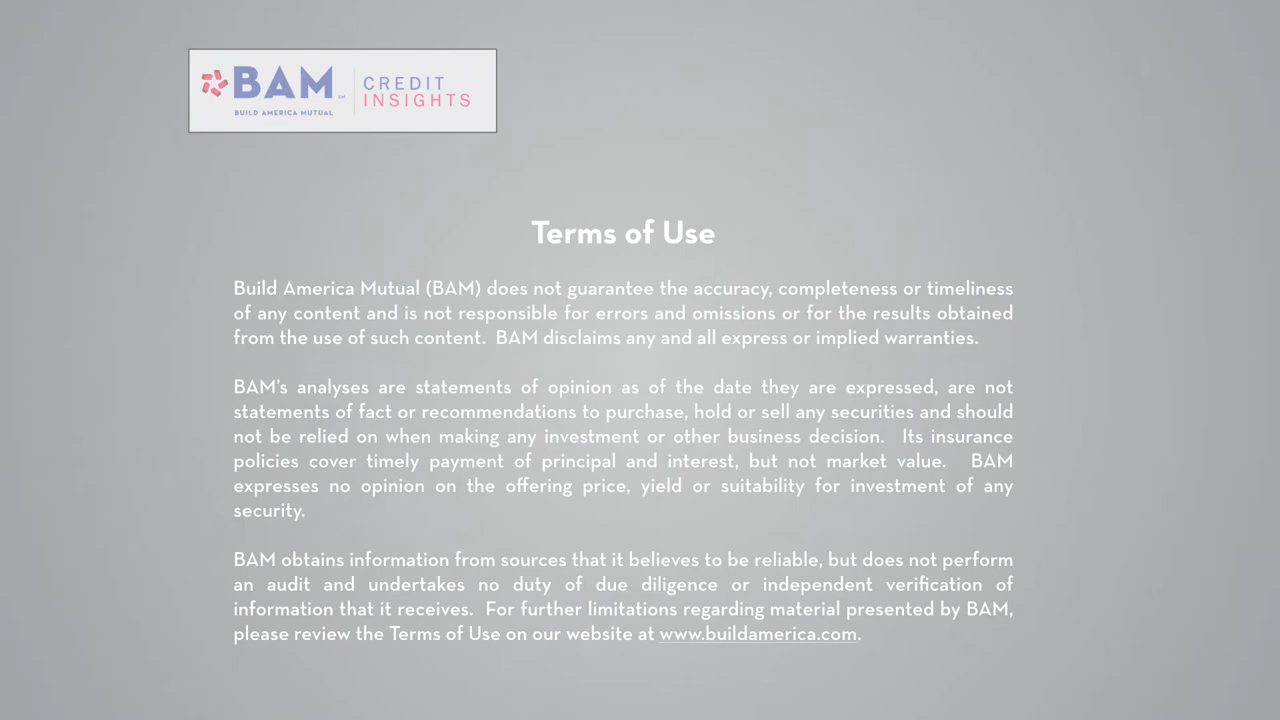 BAM SM
BUILD AMERICA MUTUAL
CREDIT
INSIGHTS
Terms of Use
Build America Mutual (BAM) does not guarantee the accuracy, completeness or timeliness
of any content and is not responsible for errors and omissions or for the results obtained
from the use of such content.  BAM disclaims any and all express or implied warranties.
BAM's analyses are statements of opinion as of the date they are expressed, are not
statements of fact or recommendations to purchase, hold or sell any securities and should
not be relied on when making any investment or other business decision.  Its insurance
policies cover timely payment of principal and interest, but not market value.  BAM
expresses no opinion on the offering price, yield or suitability for investment of any
security.
BAM obtains information from sources that it believes to be reliable, but does not perform
an audit and undertakes no duty of due diligence or independent verification of
information that it receives.  For further limitations regarding material presented by BAM,
please review the Terms of Use on our website at www.buildamerica.com.